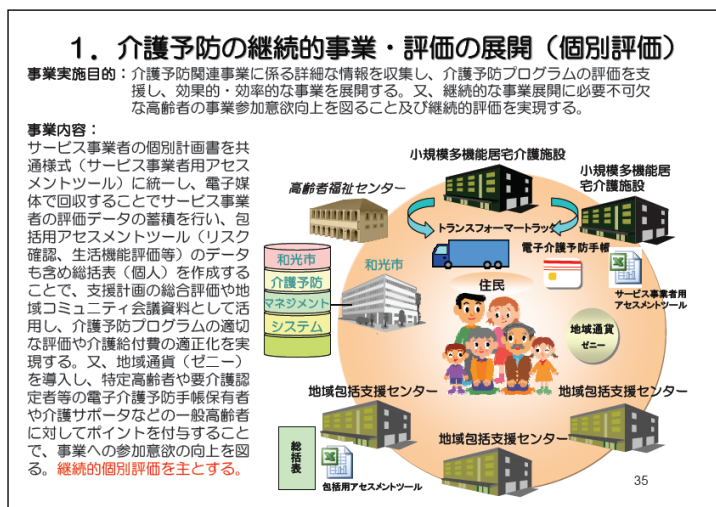 1．介護予防の継続的事業・評価の展開（個別評価）
事業実施目的：介護予防関連事業に係る詳細な情報を収集し、介護予防プログラムの評価を支
援し、効果的・効率的な事業を展開する。又、継続的な事業展開に必要不可欠
な高齢者の事業参加意欲向上を図ること及び継続的評価を実現する。
事業内容：
サービス事業者の個別計画書を共
通様式（サービス事業者用アセス
メントツール）に統一し、電子媒
体で回収することでサービス事業
者の評価データの蓄積を行い、包
括用アセスメントツール（リスク
確認、生活機能評価等）のデータ
も含め総括表（個人）を作成する
ことで、支援計画の総合評価や地
域コミュニティ会議資料として活
用し、介護予防プログラムの適切
な評価や介護給付費の適正化を実
現する。又、地域通貨（ゼニー）
を導入し、特定高齢者や要介護認
定者等の電子介護予防手帳保有者
や介護サポータなどの一般高齢者
に対してポイントを付与すること
で、事業への参加意欲の向上を図
る。継続的個別評価を主とする。
小規模多機能居宅介護施設
小規模多機能居
宅介護施設
高齢者福祉センター
トランスフォーマートラック
電子介護予防手帳
和光市
介護予防
マネジメント
システム
和光市
住民
サービス事業者用
アセスメントツール
地域通貨
ゼニー
地域包括支援センター
地域包括支援センター
地域包括支援センター
総括表
包括用アセスメントツール
35